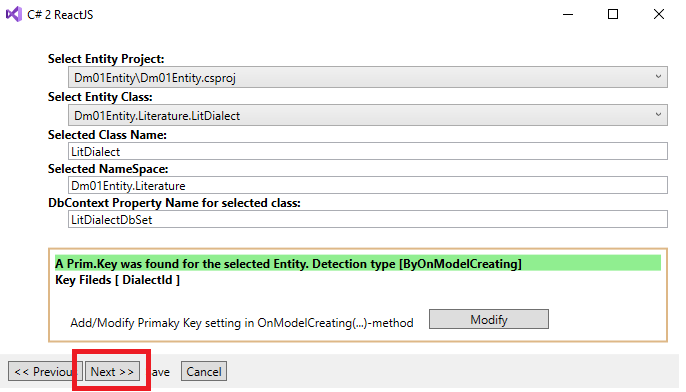 C# 2 ReactJS
Select Entity Project:
Dm01Entity\Dm01Entity.csproj
Select Entity Class:
Dm01Entity.Literature.LitDialect
Selected Class Name:
LitDialect
Selected NameSpace:
Dm01Entity.Literature
DbContext Property Name for selected class:
LitDialectDbSet
A Prim.Key was found for the selected Entity. Detection type [ByOnModelCreating]
Key Fileds [ DialectId ]
Add/Modify Primaky Key setting in OnModelCreating(...)-method Modify
<< Previou Next >> ave Cancel